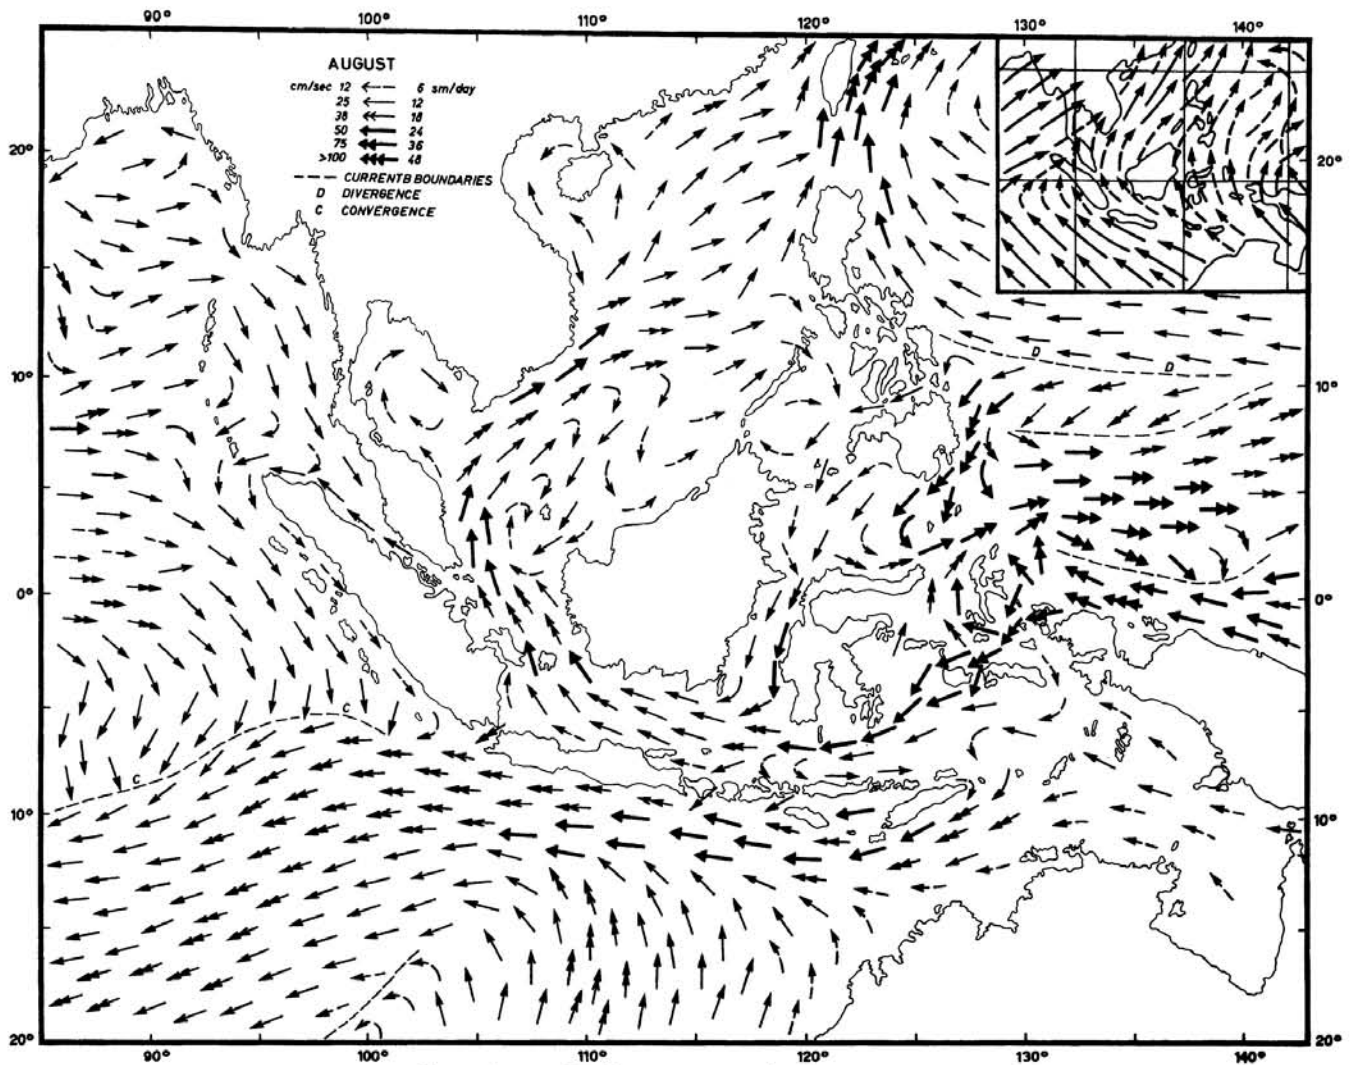 90° 100° 110° 120° 130° 140°
AUGUST
cm/sec 12 6 sm/day
25 12
38 18
50 24
75 36
>100 48
CURRENTS BOUNDARIES
D DIVERGENCE
C CONVERGENCE
20° 20°
D D
10° 10°
0° 0°
C
C
10° 10°
20° 20°
90° 100° 110° 120° 130° 140°